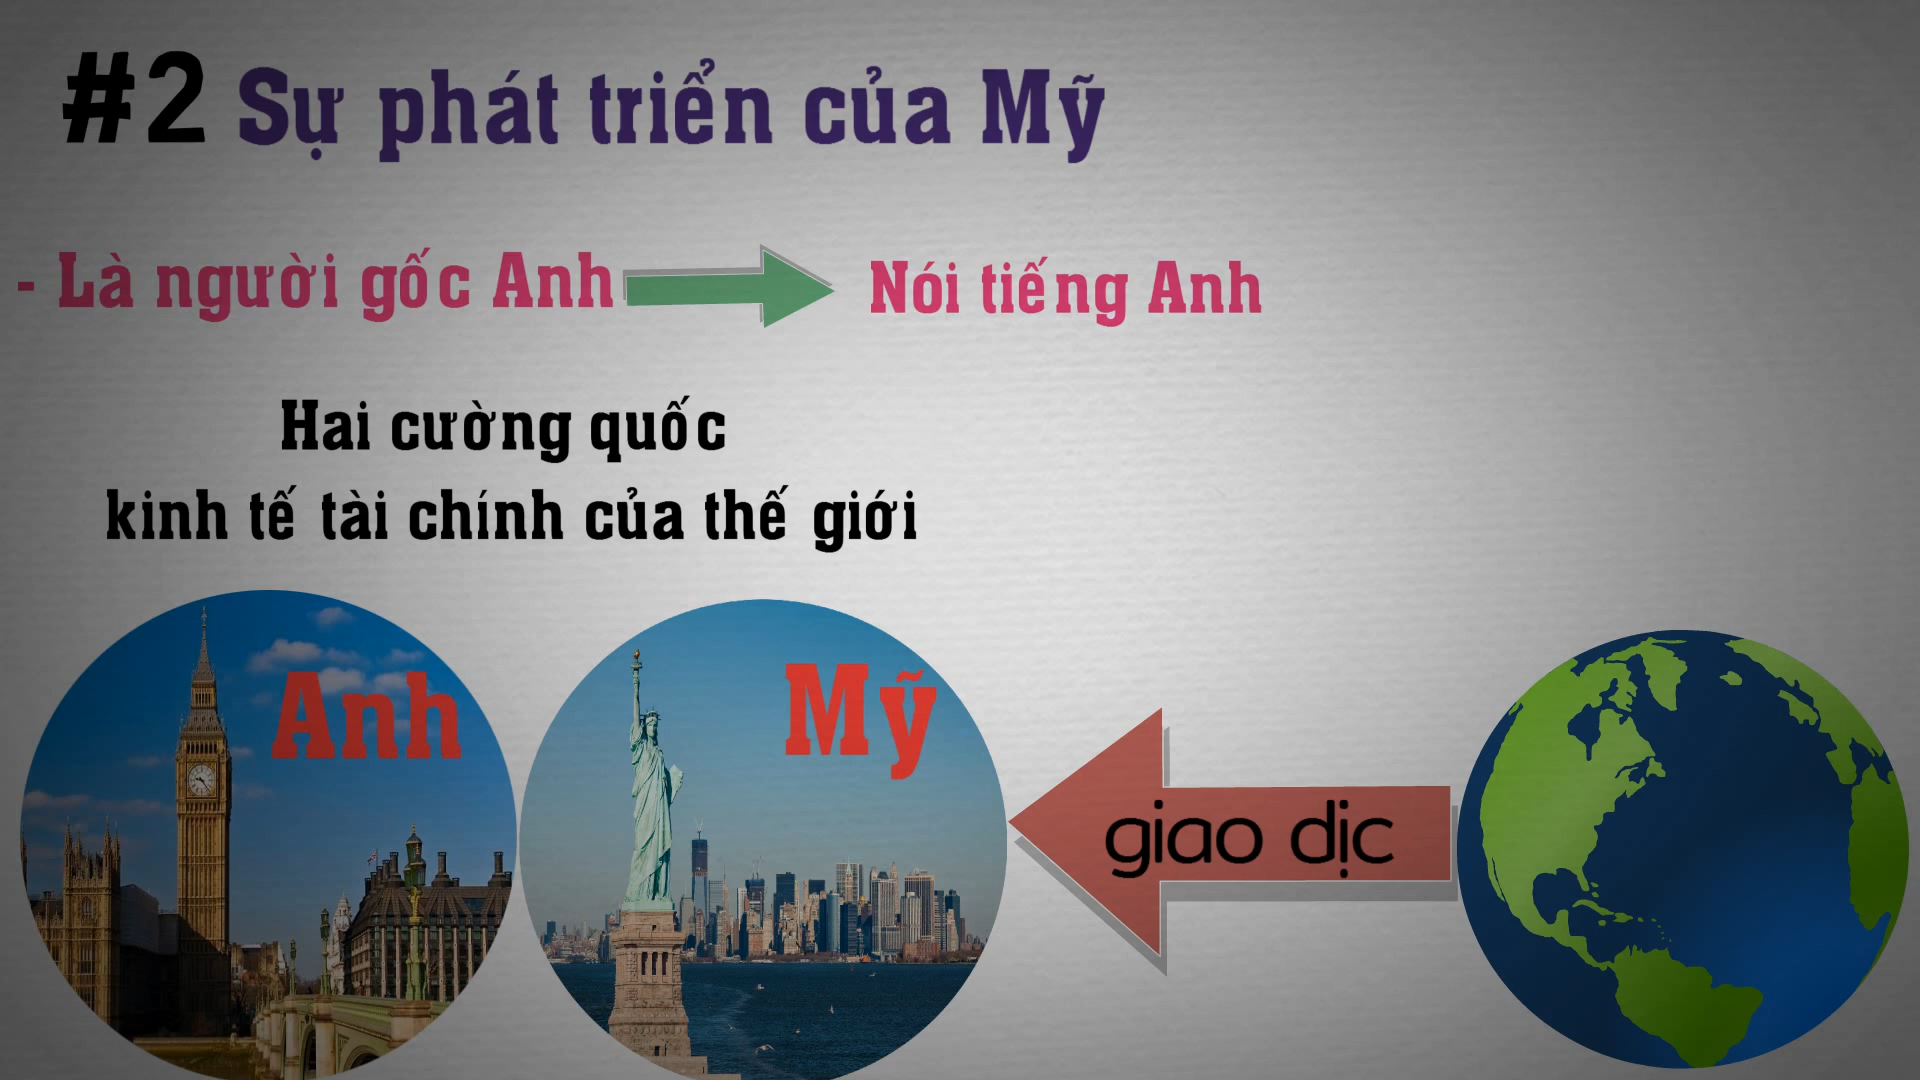 #2 Sự phát triển của Mỹ
- Là người gốc Anh
Nói tiếng Anh
Hai cường quốc
kinh tế tài chính của thế giới
Anh
Mỹ
giao dịc